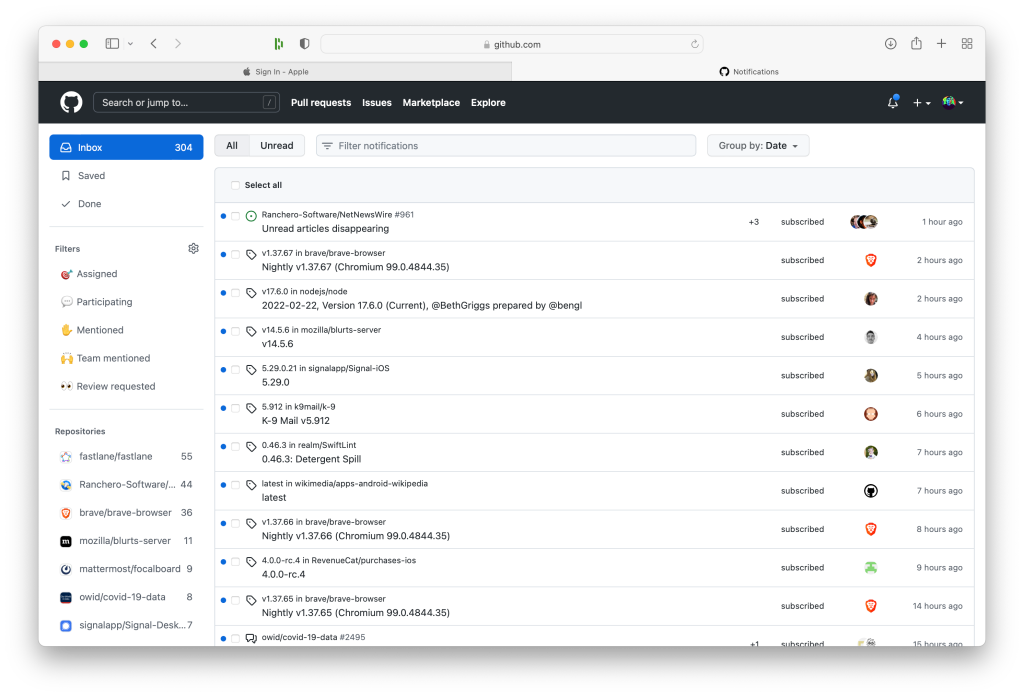 github.com
Sign In - Apple
Notifications
Search or jump to...
/
Pull requests
Issues
Marketplace
Explore
Inbox 304
Saved
Done
Filters
Assigned
Participating
Mentioned
Team mentioned
Review requested
Repositories
fastlane/fastlane 55
Ranchero-Software/... 44
brave/brave-browser 36
mozilla/blurts-server 11
mattermost/focalboard 9
owid/covid-19-data 8
signalapp/Signal-Desk... 7
All
Unread
Filter notifications
Group by: Date
Select all
Ranchero-Software/NetNewsWire #961
Unread articles disappearing
+3 subscribed 1 hour ago
v1.37.67 in brave/brave-browser
Nightly v1.37.67 (Chromium 99.0.4844.35)
subscribed 2 hours ago
v17.6.0 in nodejs/node
2022-02-22, Version 17.6.0 (Current), @BethGriggs prepared by @bengl
subscribed 2 hours ago
v14.5.6 in mozilla/blurts-server
v14.5.6
subscribed 4 hours ago
5.29.0.21 in signalapp/Signal-iOS
5.29.0
subscribed 5 hours ago
5.912 in k9mail/k-9
K-9 Mail v5.912
subscribed 6 hours ago
0.46.3 in realm/SwiftLint
0.46.3: Detergent Spill
subscribed 7 hours ago
latest in wikimedia/apps-android-wikipedia
latest
subscribed 7 hours ago
v1.37.66 in brave/brave-browser
Nightly v1.37.66 (Chromium 99.0.4844.35)
subscribed 8 hours ago
4.0.0-rc.4 in RevenueCat/purchases-ios
4.0.0-rc.4
subscribed 9 hours ago
v1.37.65 in brave/brave-browser
Nightly v1.37.65 (Chromium 99.0.4844.35)
subscribed 14 hours ago
owid/covid-19-data #2495
+1 subscribed 15 hours ago